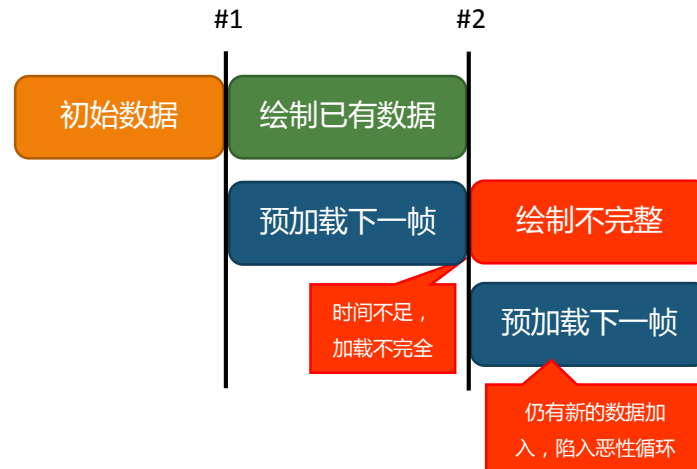 #1
#2
初始数据
绘制已有数据
预加载下一帧
绘制不完整
时间不足，
加载不完全
预加载下一帧
仍有新的数据加
入，陷入恶性循环